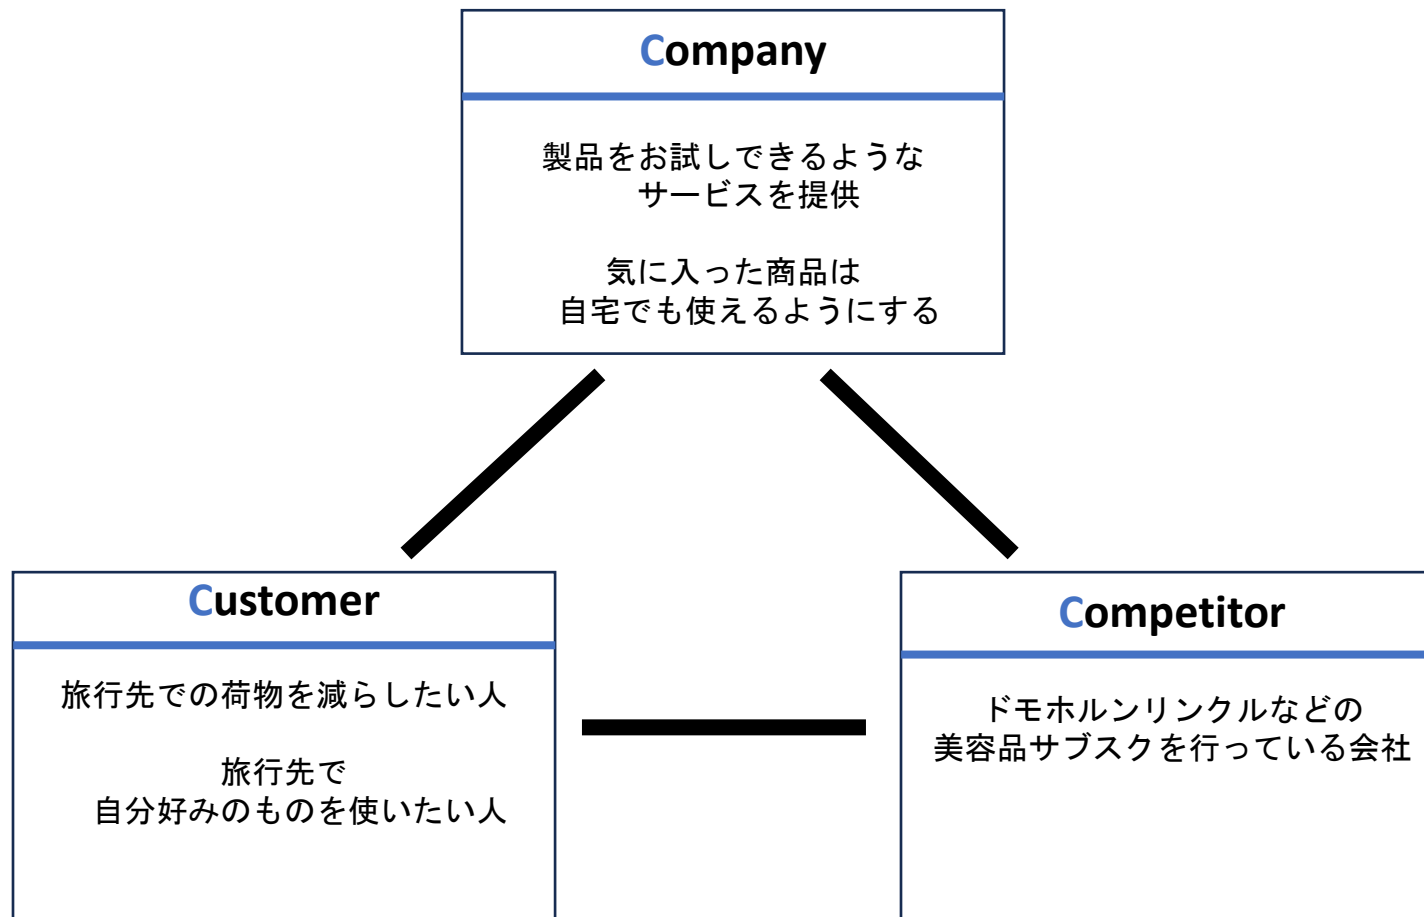 Company
製品をお試しできるような
サービスを提供
気に入った商品は
自宅でも使えるようにする
Customer
旅行先での荷物を減らしたい人
旅行先で
自分好みのものを使いたい人
Competitor
ドモホルンリンクルなどの
美容品サブスクを行っている会社